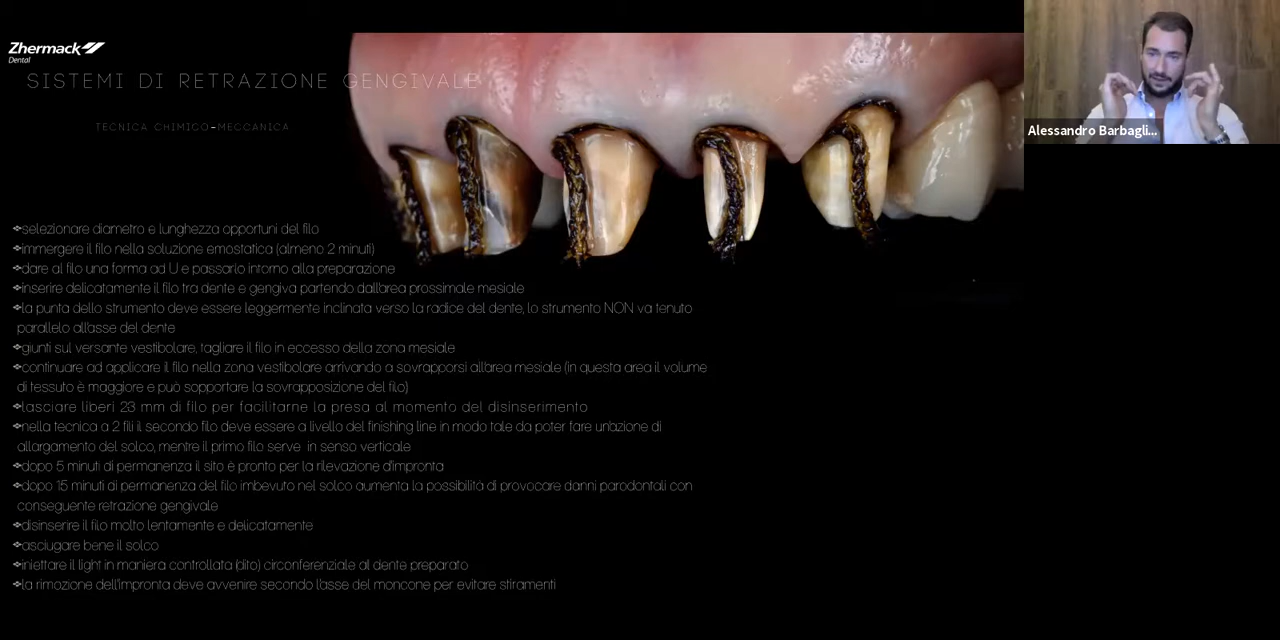 Zhermack
Dental
SISTEMI DI RETRAZIONE GENGIVALE
TECNICA CHIMICO-MECCANICA
Alessandro Barbagli...
selezionare diametro e lunghezza opportuni del filo
immergere il filo nella soluzione emostatica (almeno 2 minuti)
dare al filo una forma ad U e passarlo intorno alla preparazione
inserire delicatamente il filo tra dente e gengiva partendo dall'area prossimale mesiale
la punta dello strumento deve essere leggermente inclinata verso la radice del dente, lo strumento NON va tenuto
parallelo all'asse del dente
giunti sul versante vestibolare, tagliare il filo in eccesso della zona mesiale
continuare ad applicare il filo nella zona vestibolare arrivando a sovrapporsi all'area mesiale (in questa area il volume
di tessuto è maggiore e può sopportare la sovrapposizione del filo)
lasciare liberi 23 mm di filo per facilitarne la presa al momento del disinserimento
nella tecnica a 2 fili il secondo filo deve essere a livello del finishing line in modo tale da poter fare un'azione di
allargamento del solco, mentre il primo filo serve in senso verticale
dopo 5 minuti di permanenza il sito è pronto per la rilevazione d'impronta
dopo 15 minuti di permanenza del filo imbevuto nel solco aumenta la possibilità di provocare danni parodontali con
conseguente retrazione gengivale
disinserire il filo molto lentamente e delicatamente
asciugare bene il solco
iniettare il light in maniera controllata (dito) circonferenziale al dente preparato
la rimozione dell'impronta deve avvenire secondo l'asse del moncone per evitare stiramenti